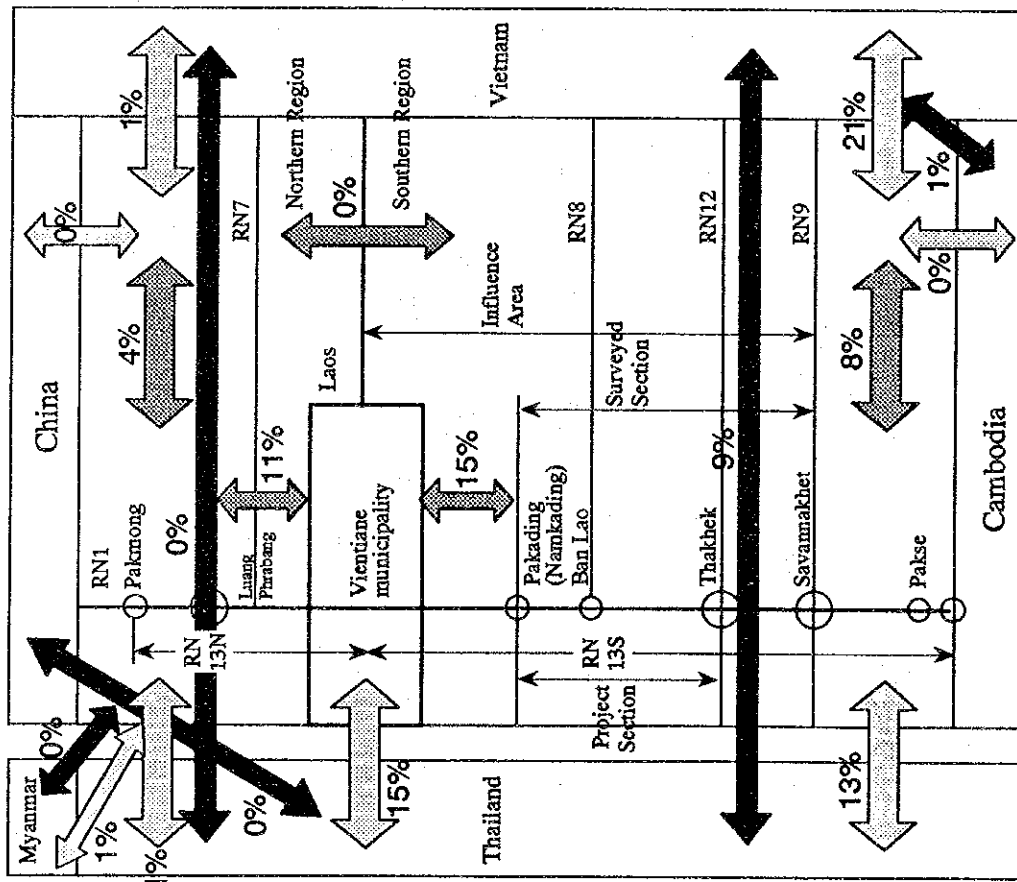 China
Myanmar
Thailand
Vietnam
Cambodia
Laos
1%
0%
4%
0%
0%
1%
0%
11%
0%
15%
15%
9%
8%
21%
1%
0%
13%
RN1
Pakmong
RN
13N
Luang
Phrabang
RN7
Northern Region
Southern Region
Vientiane
municipality
Influence
Area
Surveyed
Section
Pakading
(Namkading)
Ban Lao
RN8
RN
13S
Project
Section
Thakhek
RN12
Savannakhet
RN9
Pakse